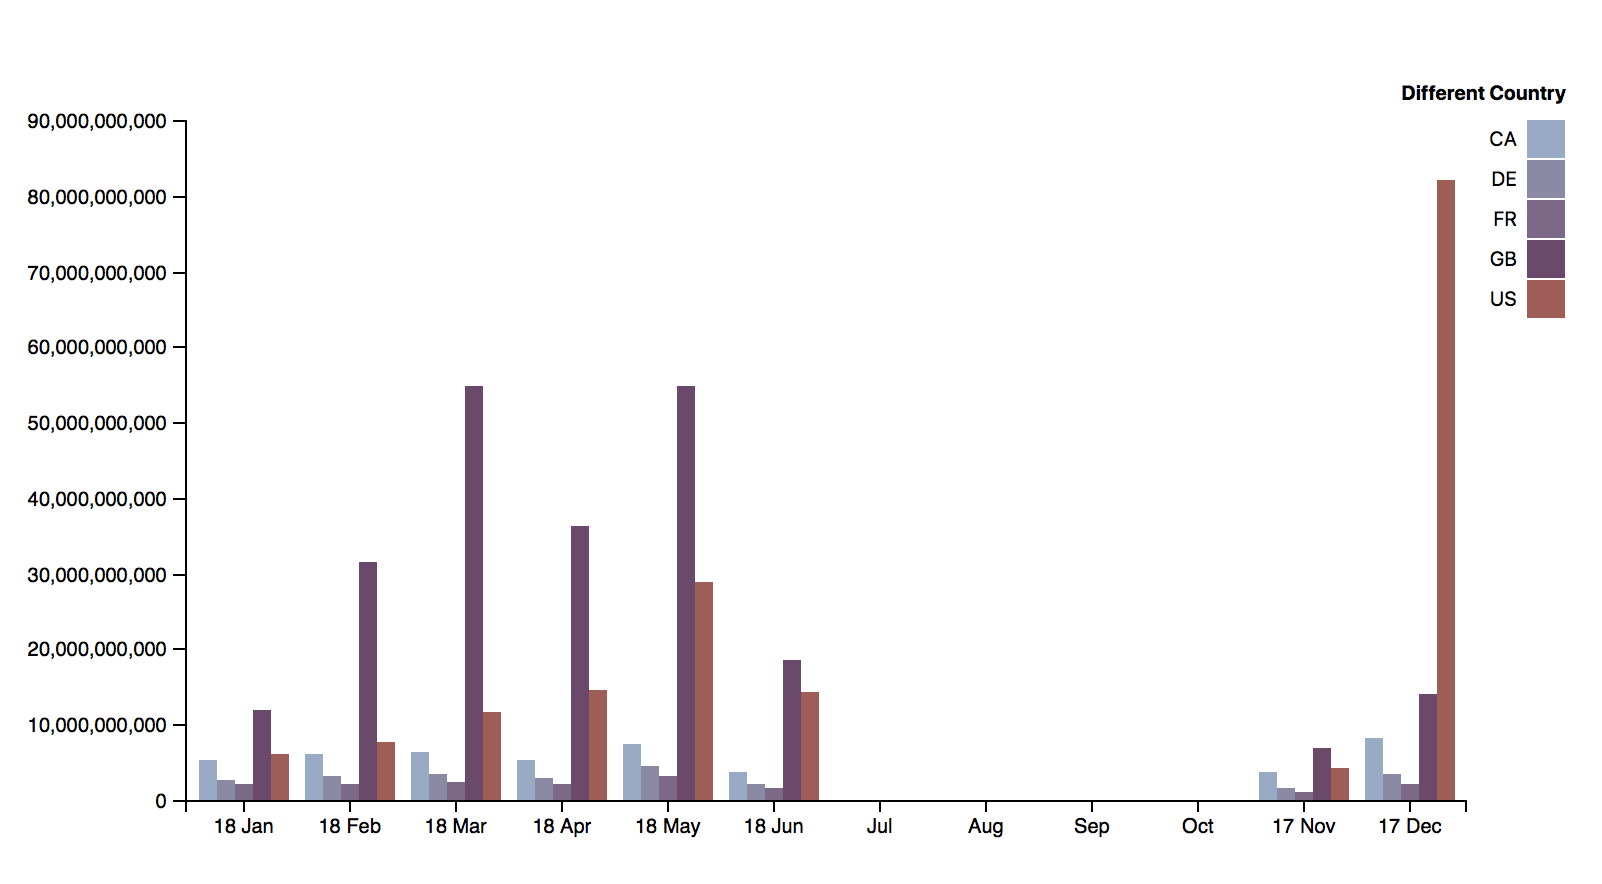 Different Country
CA
DE
FR
GB
US
90,000,000,000
80,000,000,000
70,000,000,000
60,000,000,000
50,000,000,000
40,000,000,000
30,000,000,000
20,000,000,000
10,000,000,000
0
18 Jan 18 Feb 18 Mar 18 Apr 18 May 18 Jun Jul Aug Sep Oct 17 Nov 17 Dec